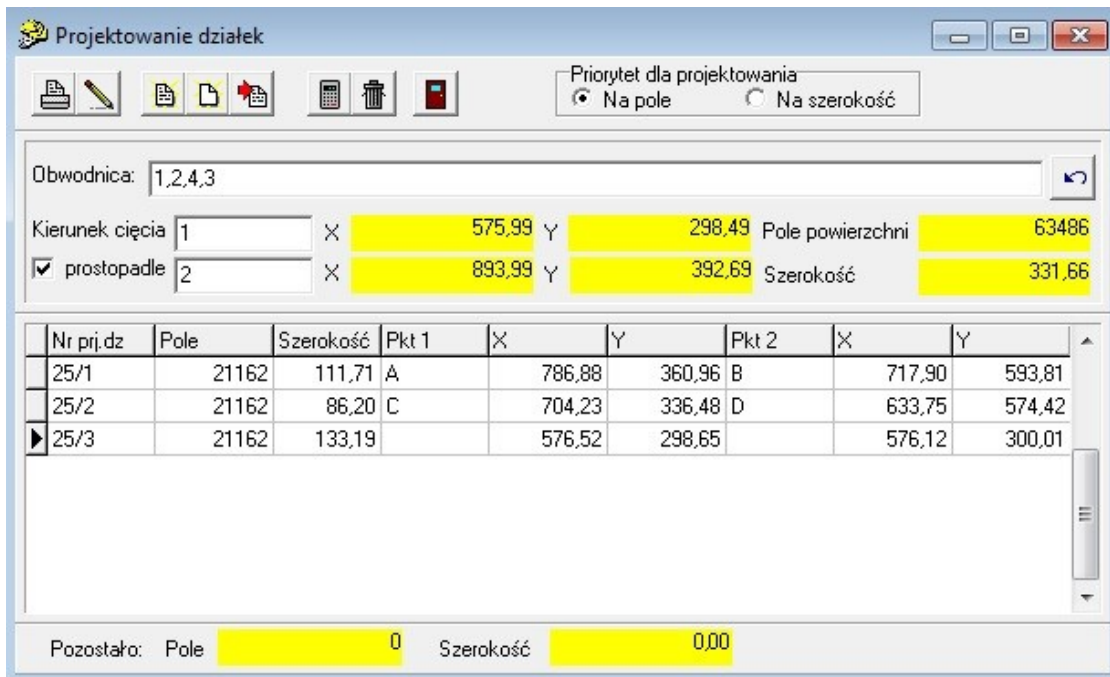 Projektowanie działek
Priorytet dla projektowania
Na pole Na szerokość
Obwodnica: 1,2,4,3
Kierunek cięcia 1 X 575,99 Y 298,49 Pole powierzchni 63486
prostopadle 2 X 893,99 Y 392,69 Szerokość 331,66
Nr prj.dz Pole Szerokość Pkt 1 X Y Pkt 2 X Y
25/1 21162 111,71 A 786,88 360,96 B 717,90 593,81
25/2 21162 86,20 C 704,23 336,48 D 633,75 574,42
25/3 21162 133,19 576,52 298,65 576,12 300,01
Pozostało: Pole 0 Szerokość 0,00